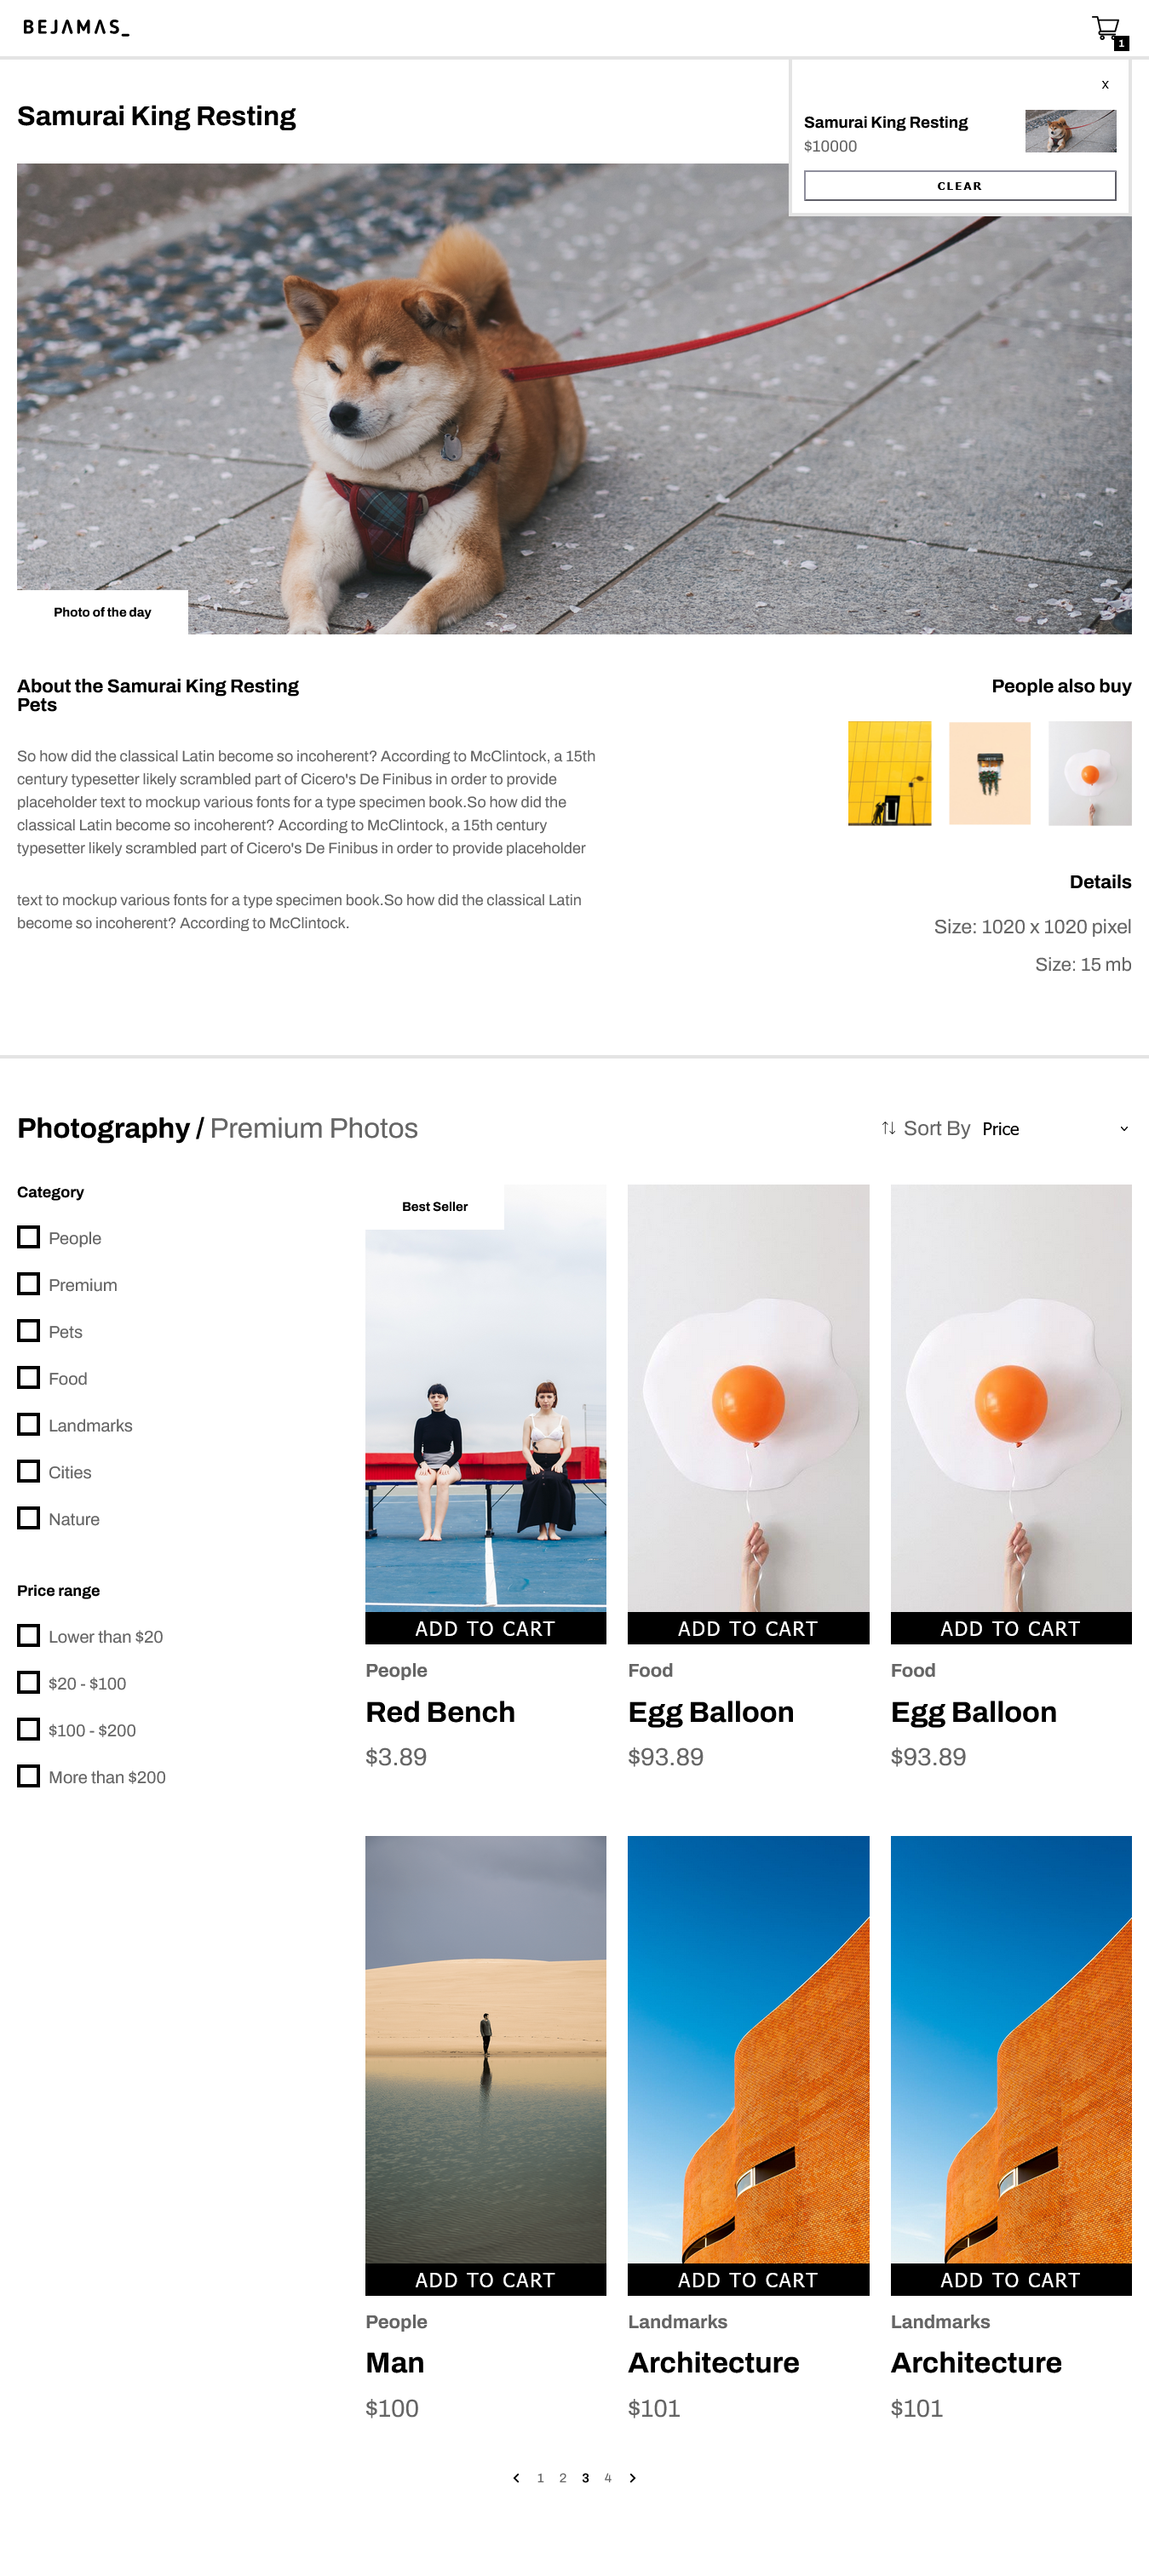 BEJAMAS_
1
Samurai King Resting
X
Samurai King Resting
$10000
CLEAR
Photo of the day
About the Samurai King Resting
Pets
So how did the classical Latin become so incoherent? According to McClintock, a 15th
century typesetter likely scrambled part of Cicero's De Finibus in order to provide
placeholder text to mockup various fonts for a type specimen book.So how did the
classical Latin become so incoherent? According to McClintock, a 15th century
typesetter likely scrambled part of Cicero's De Finibus in order to provide placeholder
text to mockup various fonts for a type specimen book.So how did the classical Latin
become so incoherent? According to McClintock.
People also buy
Details
Size: 1020 x 1020 pixel
Size: 15 mb
Photography / Premium Photos
Sort By Price
Category
People
Premium
Pets
Food
Landmarks
Cities
Nature
Price range
Lower than $20
$20 - $100
$100 - $200
More than $200
Best Seller
ADD TO CART
People
Red Bench
$3.89
ADD TO CART
Food
Egg Balloon
$93.89
ADD TO CART
Food
Egg Balloon
$93.89
ADD TO CART
People
Man
$100
ADD TO CART
Landmarks
Architecture
$101
ADD TO CART
Landmarks
Architecture
$101
1 2 3 4